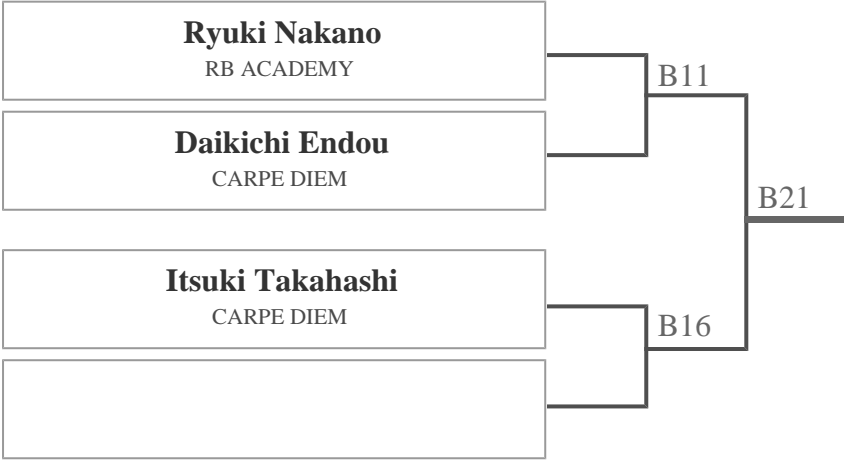 Ryuki Nakano
RB ACADEMY
B11
Daikichi Endou
CARPE DIEM
B21
Itsuki Takahashi
CARPE DIEM
B16